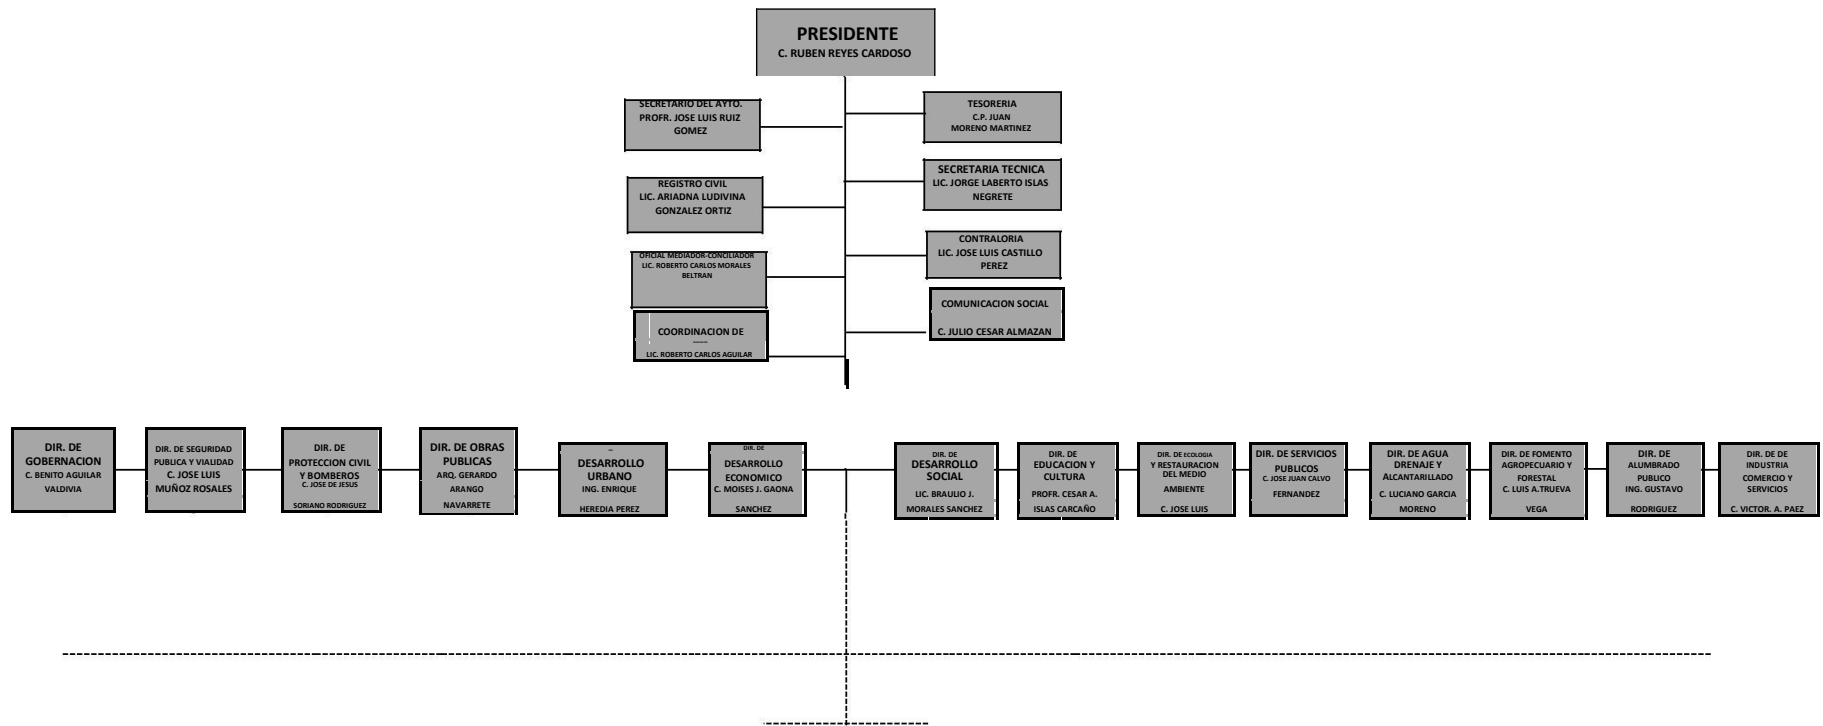 PRESIDENTE
C. RUBEN REYES CARDOSO
SECRETARIO DEL AYTO.
PROFR. JOSE LUIS RUIZ
GOMEZ
TESORERIA
C.P. JUAN
MORENO MARTINEZ
REGISTRO CIVIL
LIC. ARIADNA LUDIVINA
GONZALEZ ORTIZ
SECRETARIA TECNICA
LIC. JORGE LABERTO ISLAS
NEGRETE
OFICIAL MEDIADOR-CONCILIADOR
LIC. ROBERTO CARLOS MORALES
BELTRAN
CONTRALORIA
LIC. JOSE LUIS CASTILLO
PEREZ
COORDINACION DE
LIC. ROBERTO CARLOS AGUILAR
COMUNICACION SOCIAL
C. JULIO CESAR ALMAZAN
DIR. DE
GOBERNACION
C. BENITO AGUILAR
VALDIVIA
DIR. DE SEGURIDAD
PUBLICA Y VIALIDAD
C. JOSE LUIS
MUÑOZ ROSALES
DIR. DE
PROTECCION CIVIL
Y BOMBEROS
C. JOSE DE JESUS
SORIANO RODRIGUEZ
DIR. DE OBRAS
PUBLICAS
ARQ. GERARDO
ARANGO
NAVARRETE
DESARROLLO
URBANO
ING. ENRIQUE
HEREDIA PEREZ
DIR. DE
DESARROLLO
ECONOMICO
C. MOISES J. GAONA
SANCHEZ
DIR. DE
DESARROLLO
SOCIAL
LIC. BRAULIO J.
MORALES SANCHEZ
DIR. DE
EDUCACION Y
CULTURA
PROFR. CESAR A.
ISLAS CARCAÑO
DIR. DE ECOLOGIA
Y RESTAURACION
DEL MEDIO
AMBIENTE
C. JOSE LUIS
DIR. DE SERVICIOS
PUBLICOS
C. JOSE JUAN CALVO
FERNANDEZ
DIR. DE AGUA
DRENAJE Y
ALCANTARILLADO
C. LUCIANO GARCIA
MORENO
DIR. DE FOMENTO
AGROPECUARIO Y
FORESTAL
C. LUIS A.TRUEVA
VEGA
DIR. DE
ALUMBRADO
PUBLICO
ING. GUSTAVO
RODRIGUEZ
DIR. DE DE
INDUSTRIA
COMERCIO Y
SERVICIOS
C. VICTOR. A. PAEZ